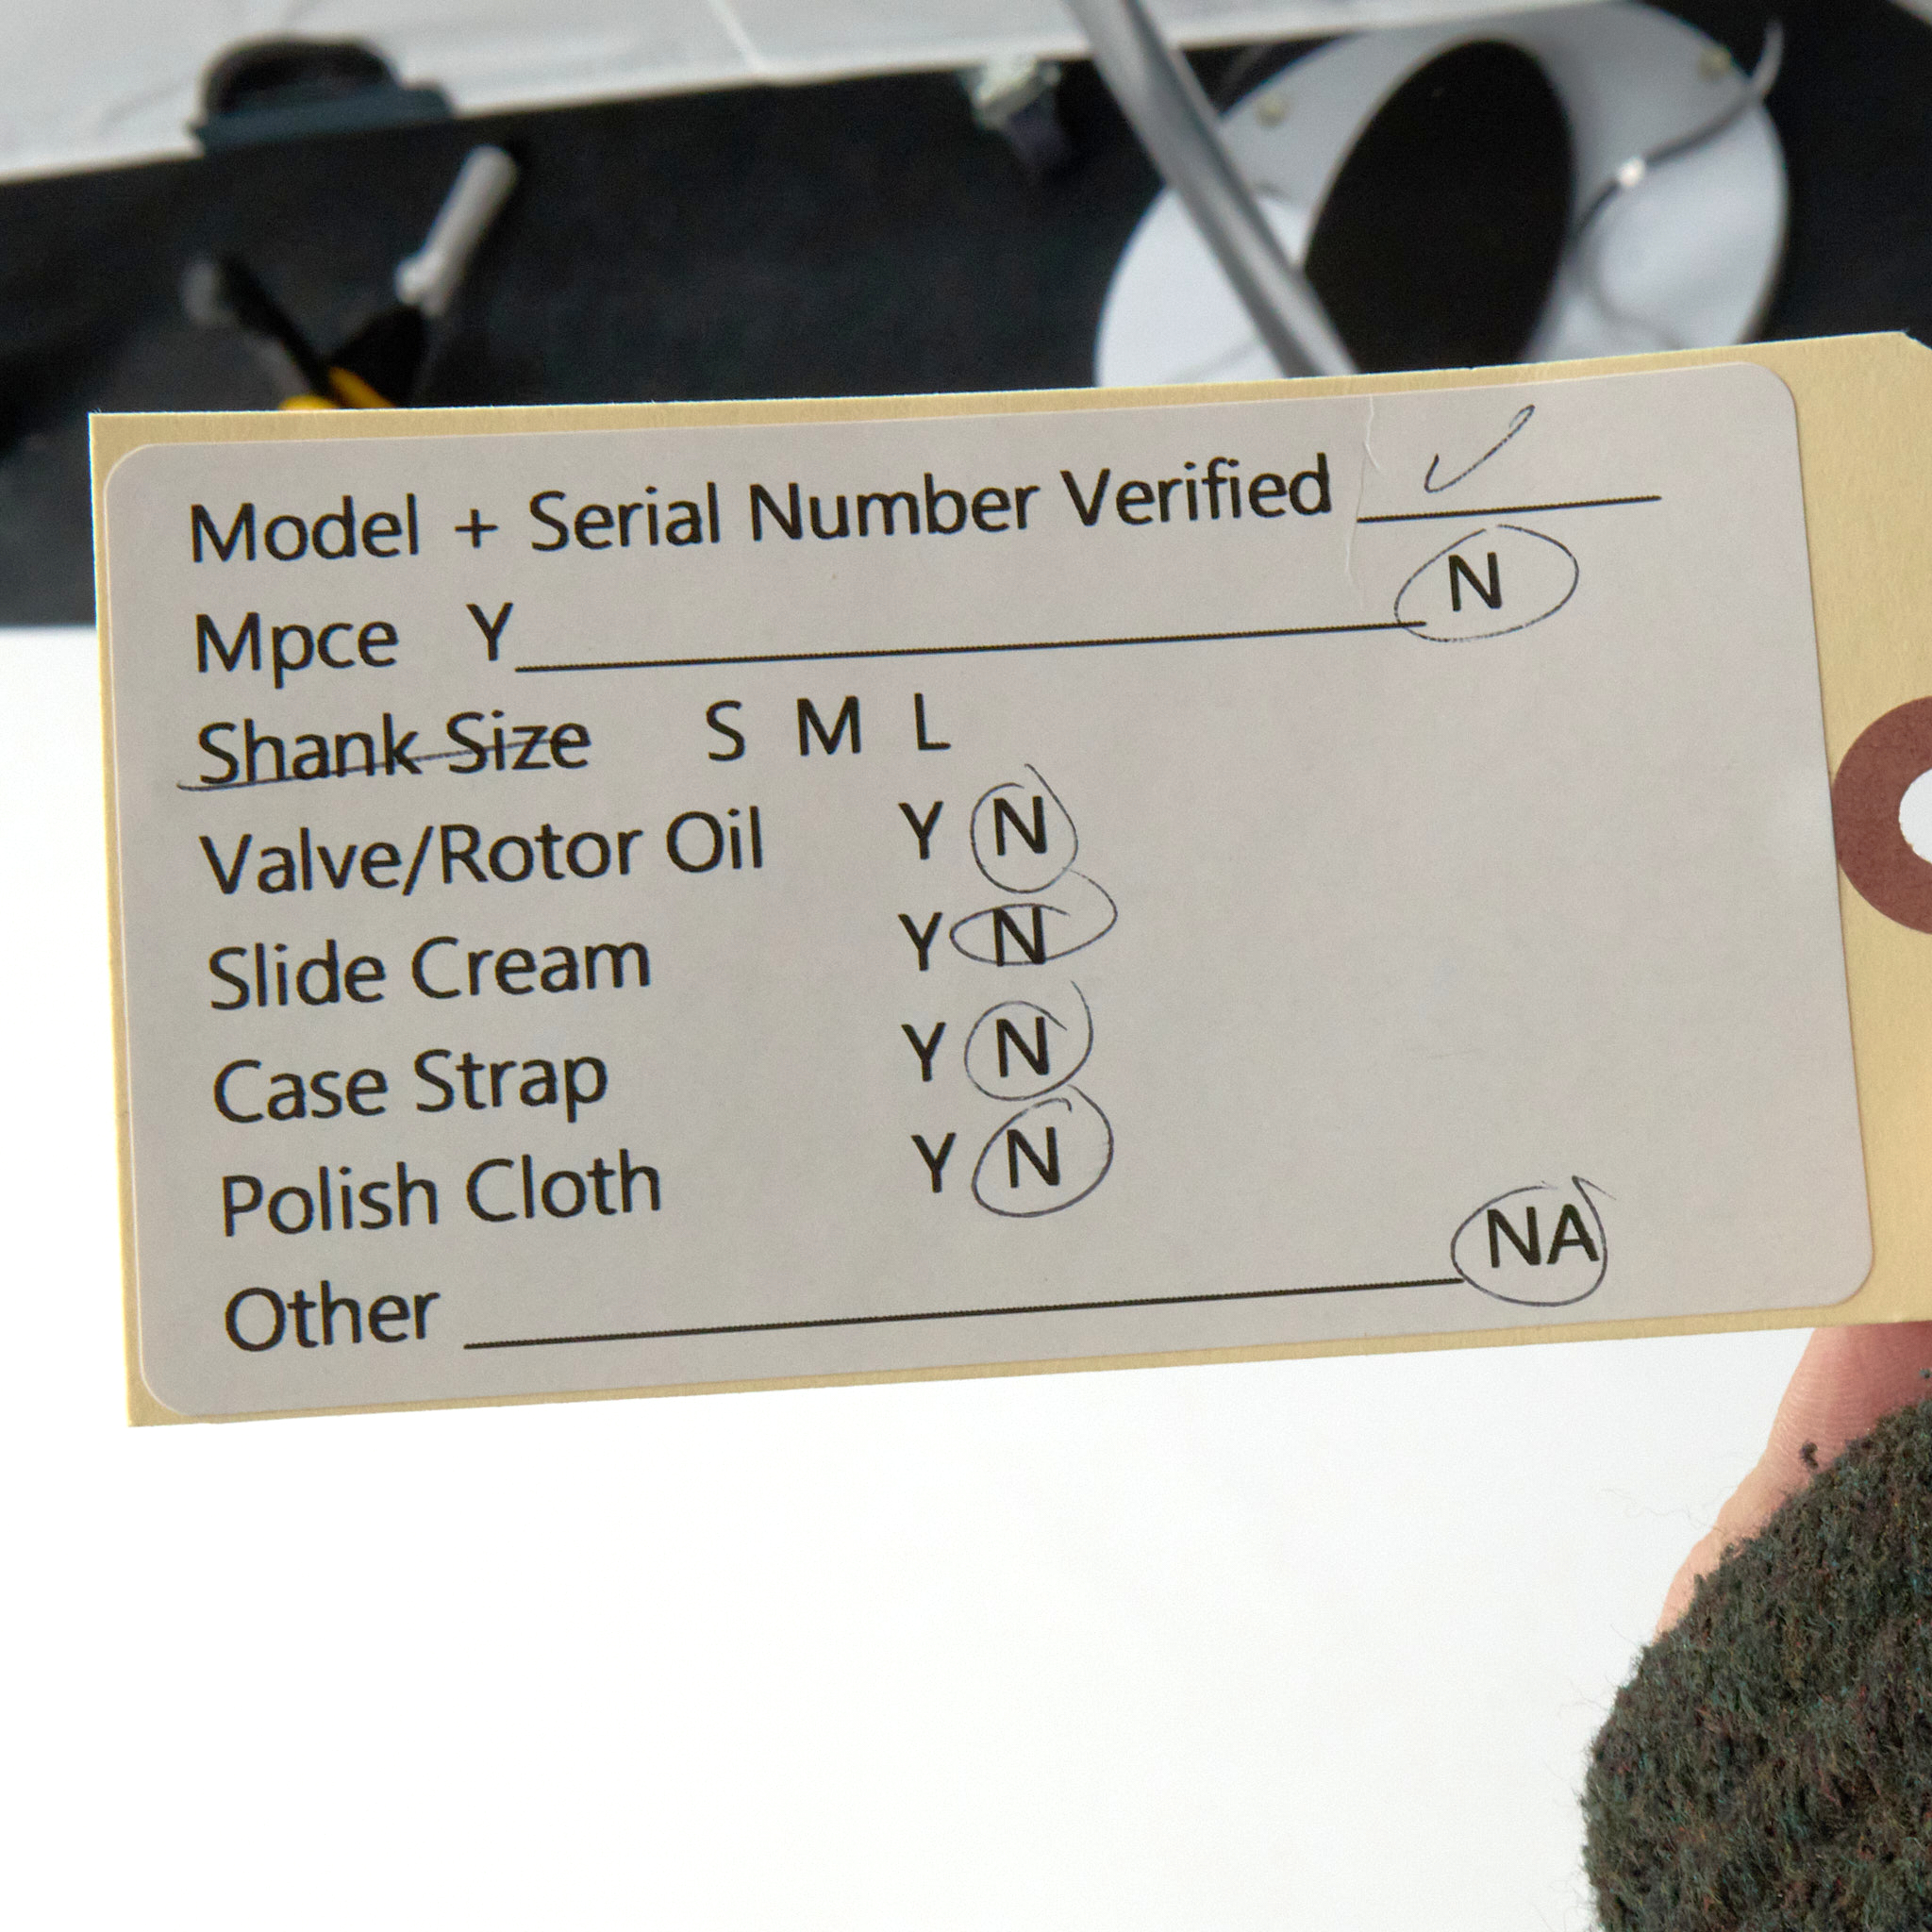 Model + Serial Number Verified ✓
Mpce Y N
Shank Size S M L
Valve/Rotor Oil Y N
Slide Cream Y N
Case Strap Y N
Polish Cloth Y N
Other NA